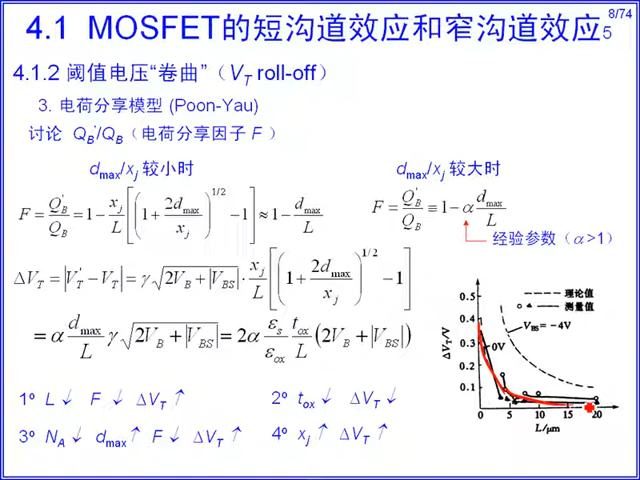 8/74
5
4.1 MOSFET的短沟道效应和窄沟道效应
4.1.2 阈值电压“卷曲”（V_T roll-off）
3. 电荷分享模型 (Poon-Yau)
讨论 Q_B'/Q_B（电荷分享因子 F ）
d_max/x_j 较小时
d_max/x_j 较大时
F = Q_B'/Q_B = 1 − x_j/L [(1 + 2d_max/x_j)^1/2 − 1] ≈ 1 − d_max/L
F = Q_B'/Q_B ≡ 1 − α d_max/L
经验参数（α >1）
ΔV_T = |V_T' − V_T| = γ √(2V_B + |V_BS|) · x_j/L [(1 + 2d_max/x_j)^1/2 − 1]
= α d_max/L γ √(2V_B + |V_BS|) = 2α ε_s/ε_ox t_ox/L (2V_B + |V_BS|)
1º L ↓ F ↓ ΔV_T ↑
2º t_ox ↓ ΔV_T ↓
3º N_A ↓ d_max ↑ F ↓ ΔV_T ↑
4º x_j ↑ ΔV_T ↑
理论值
测量值
V_BS = −4V
0V
ΔV_T/V
0.5
0.4
0.3
0.2
0.1
0 5 10 15 20
L/μm